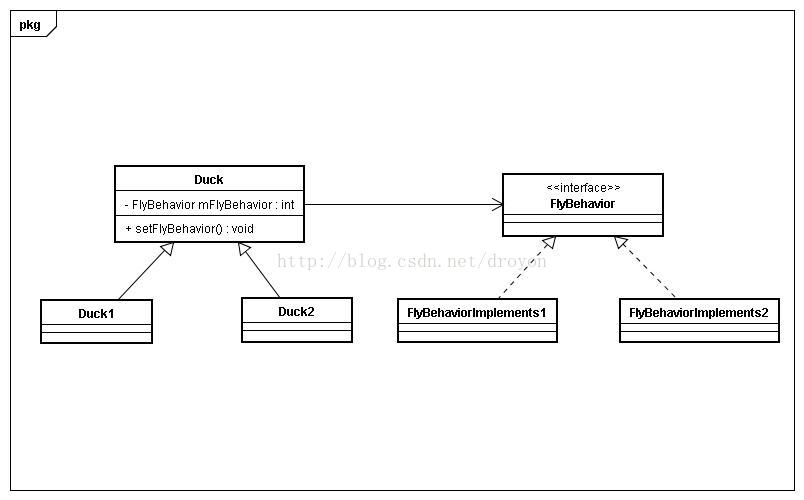 pkg
Duck
- FlyBehavior mFlyBehavior : int
+ setFlyBehavior() : void
<<interface>>
FlyBehavior
http://blog.csdn.net/droyon
Duck1
Duck2
FlyBehaviorImplements1
FlyBehaviorImplements2